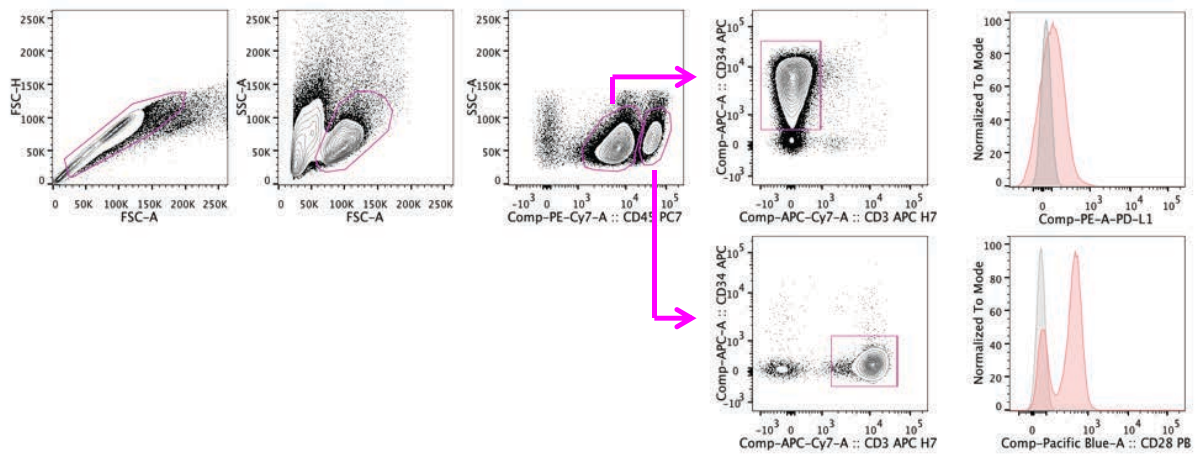 250K
200K
150K
100K
50K
0
FSC-H
0 50K 100K 150K 200K 250K
FSC-A
250K
200K
150K
100K
50K
0
SSC-A
0 50K 100K 150K 200K 250K
FSC-A
250K
200K
150K
100K
50K
0
SSC-A
-10³ 0 10³ 10⁴ 10⁵
Comp-PE-Cy7-A :: CD45 PC7
10⁵
10⁴
10³
0
-10³
Comp-APC-A :: CD34 APC
-10³ 0 10³ 10⁴ 10⁵
Comp-APC-Cy7-A :: CD3 APC H7
100
80
60
40
20
0
Normalized To Mode
0 10³ 10⁴ 10⁵
Comp-PE-A-PD-L1
10⁵
10⁴
10³
0
-10³
Comp-APC-A :: CD34 APC
-10³ 0 10³ 10⁴ 10⁵
Comp-APC-Cy7-A :: CD3 APC H7
100
80
60
40
20
0
Normalized To Mode
0 10³ 10⁴ 10⁵
Comp-Pacific Blue-A :: CD28 PB